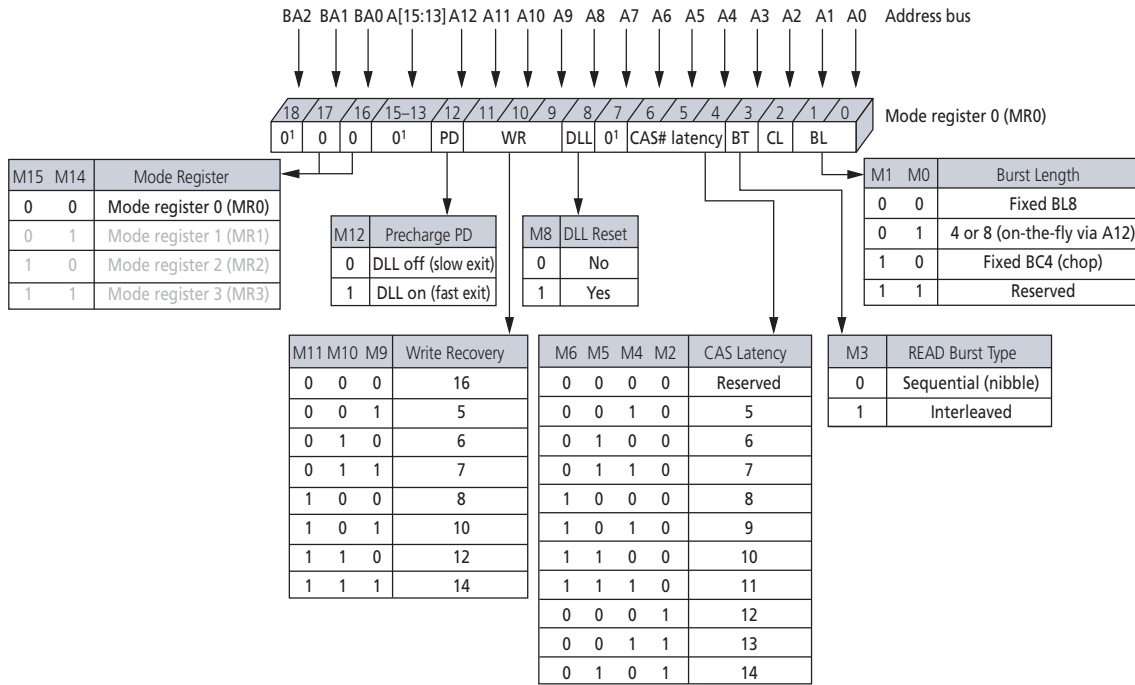 BA2 BA1 BA0 A[15:13] A12 A11 A10 A9 A8 A7 A6 A5 A4 A3 A2 A1 A0 Address bus
18 17 16 15–13 12 11 10 9 8 7 6 5 4 3 2 1 0 Mode register 0 (MR0)
0¹ 0 0 0¹ PD WR DLL 0¹ CAS# latency BT CL BL
M15 M14 Mode Register
0 0 Mode register 0 (MR0)
0 1 Mode register 1 (MR1)
1 0 Mode register 2 (MR2)
1 1 Mode register 3 (MR3)
M12 Precharge PD
0 DLL off (slow exit)
1 DLL on (fast exit)
M8 DLL Reset
0 No
1 Yes
M1 M0 Burst Length
0 0 Fixed BL8
0 1 4 or 8 (on-the-fly via A12)
1 0 Fixed BC4 (chop)
1 1 Reserved
M11 M10 M9 Write Recovery
0 0 0 16
0 0 1 5
0 1 0 6
0 1 1 7
1 0 0 8
1 0 1 10
1 1 0 12
1 1 1 14
M6 M5 M4 M2 CAS Latency
0 0 0 0 Reserved
0 0 1 0 5
0 1 0 0 6
0 1 1 0 7
1 0 0 0 8
1 0 1 0 9
1 1 0 0 10
1 1 1 0 11
0 0 0 1 12
0 0 1 1 13
0 1 0 1 14
M3 READ Burst Type
0 Sequential (nibble)
1 Interleaved